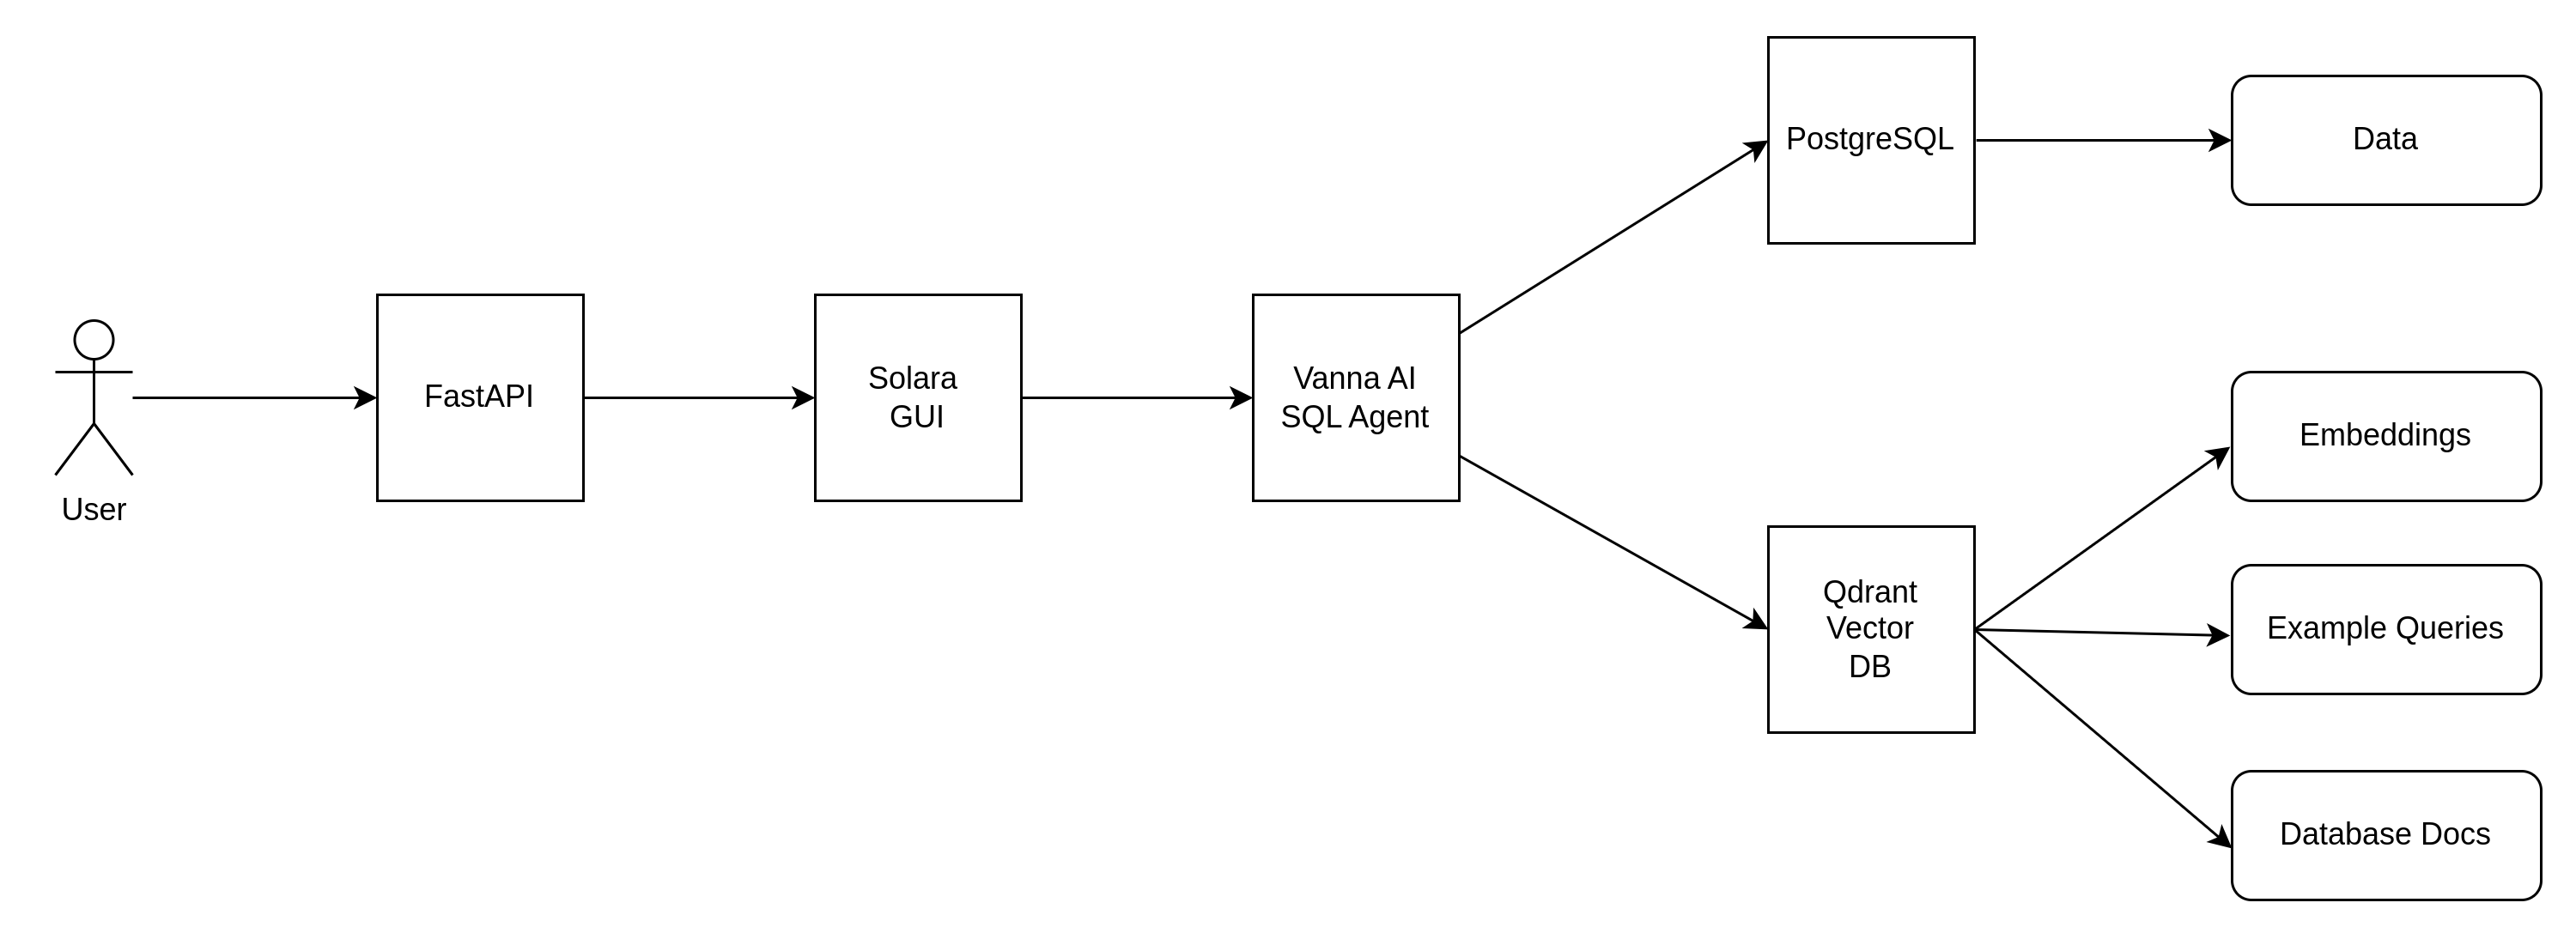 User
FastAPI
Solara
GUI
Vanna AI
SQL Agent
PostgreSQL
Data
Qdrant
Vector
DB
Embeddings
Example Queries
Database Docs